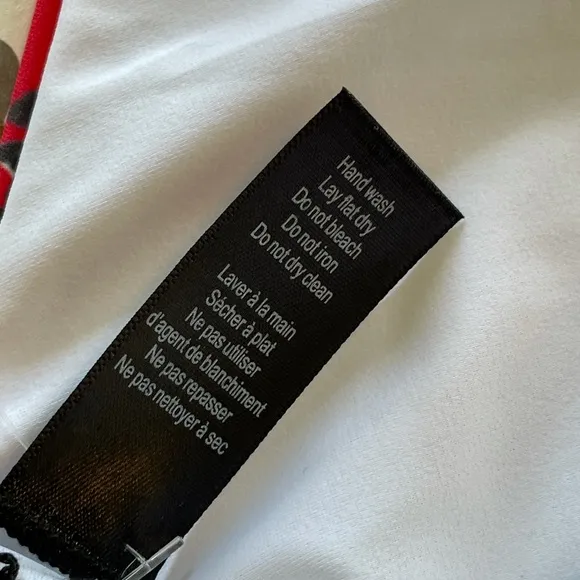 Hand wash
Lay flat dry
Do not bleach
Do not iron
Do not dry clean
Laver à la main
Sécher à plat
Ne pas utiliser
d'agent de blanchiment
Ne pas repasser
Ne pas nettoyer à sec